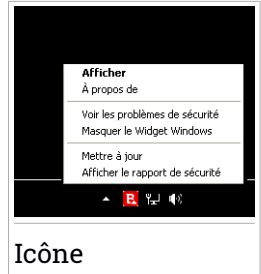 Afficher
À propos de
Voir les problèmes de sécurité
Masquer le Widget Windows
Mettre à jour
Afficher le rapport de sécurité
B
Icône